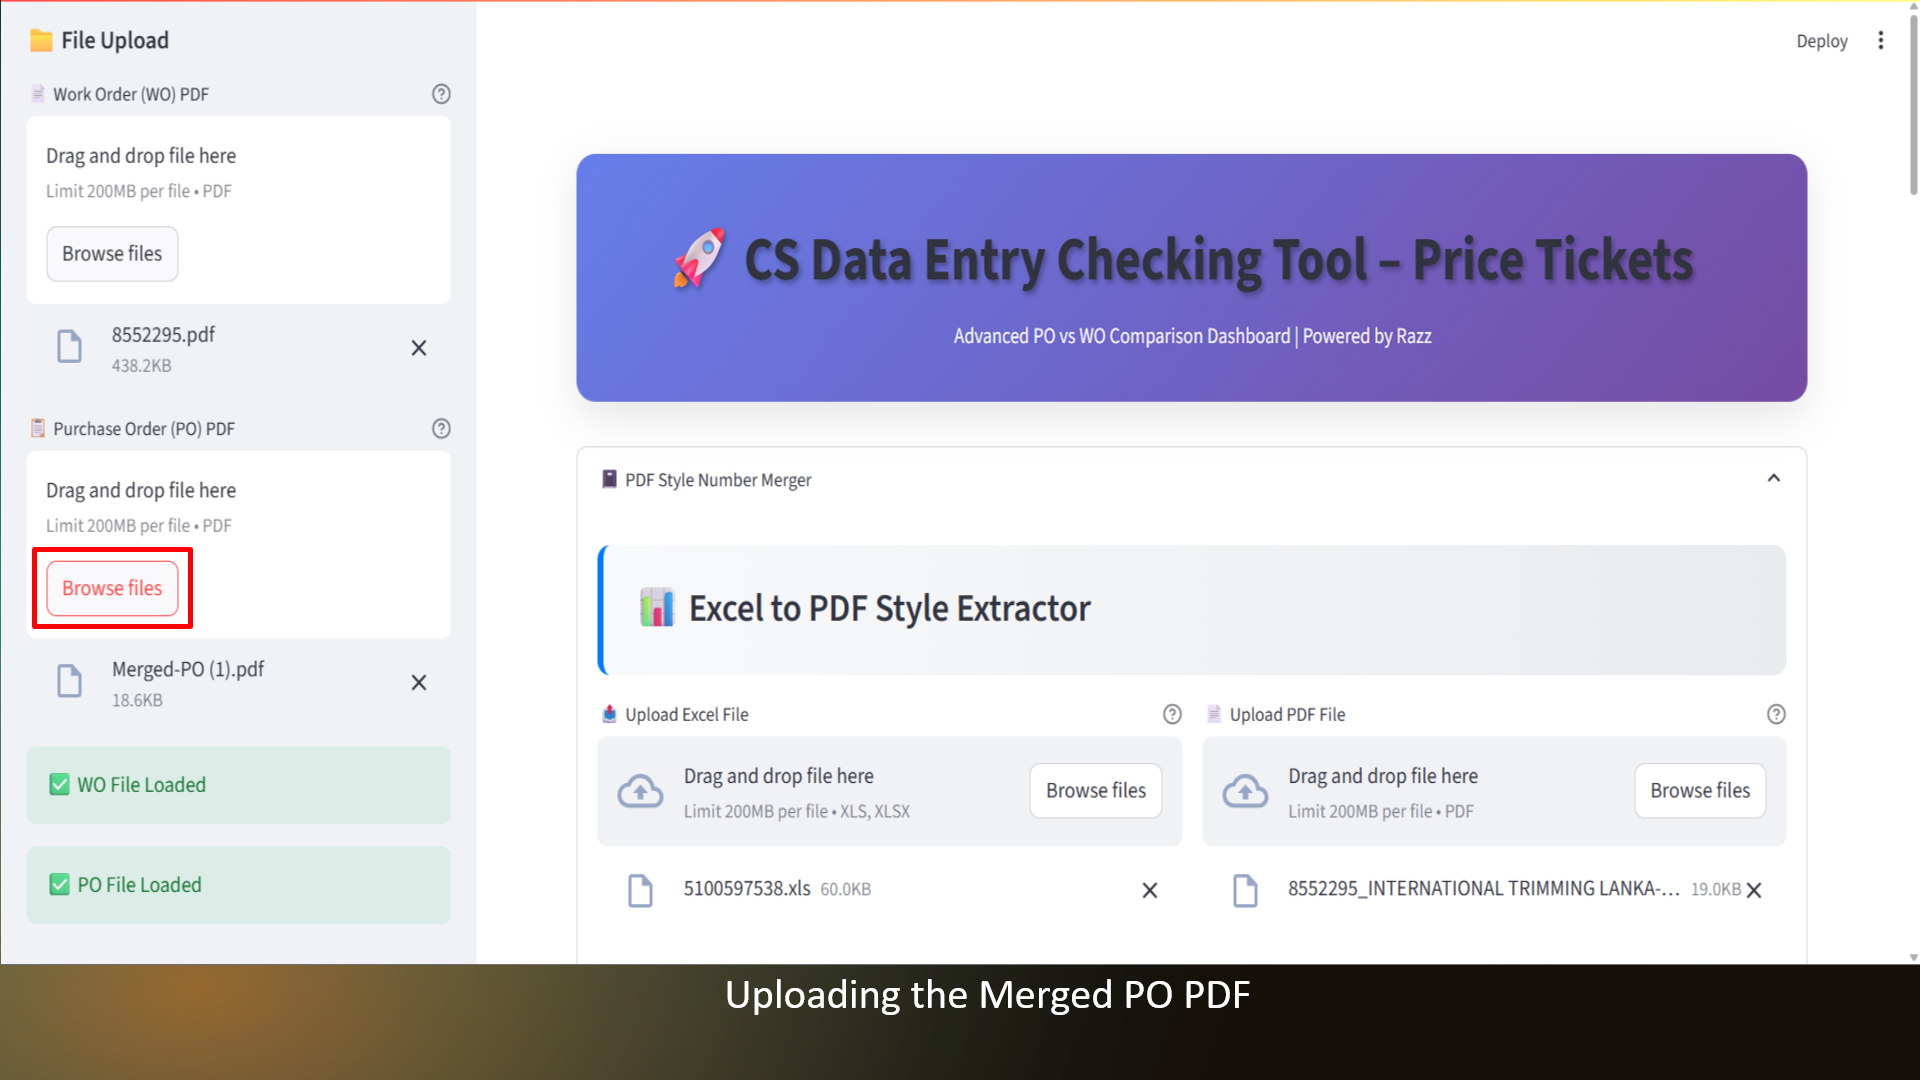 File Upload
Work Order (WO) PDF
Drag and drop file here
Limit 200MB per file • PDF
Browse files
8552295.pdf
438.2KB
Purchase Order (PO) PDF
Drag and drop file here
Limit 200MB per file • PDF
Browse files
Merged-PO (1).pdf
18.6KB
WO File Loaded
PO File Loaded
Deploy
CS Data Entry Checking Tool – Price Tickets
Advanced PO vs WO Comparison Dashboard | Powered by Razz
PDF Style Number Merger
Excel to PDF Style Extractor
Upload Excel File
Drag and drop file here
Limit 200MB per file • XLS, XLSX
Browse files
5100597538.xls 60.0KB
Upload PDF File
Drag and drop file here
Limit 200MB per file • PDF
Browse files
8552295_INTERNATIONAL TRIMMING LANKA-... 19.0KB
Uploading the Merged PO PDF